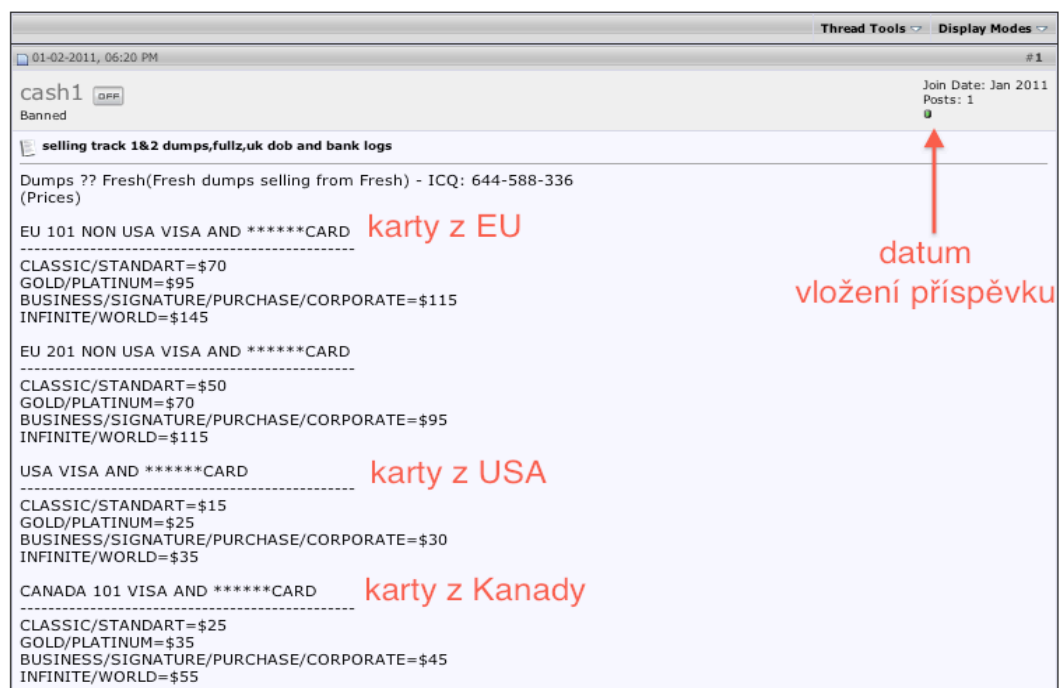 Thread Tools Display Modes
01-02-2011, 06:20 PM #1
cash1 OFF
Banned
Join Date: Jan 2011
Posts: 1
selling track 1&2 dumps,fullz,uk dob and bank logs
Dumps ?? Fresh(Fresh dumps selling from Fresh) - ICQ: 644-588-336
(Prices)
EU 101 NON USA VISA AND ******CARD karty z EU
------------------------------------------------
CLASSIC/STANDART=$70
GOLD/PLATINUM=$95
BUSINESS/SIGNATURE/PURCHASE/CORPORATE=$115
INFINITE/WORLD=$145
datum
vložení příspěvku
EU 201 NON USA VISA AND ******CARD
------------------------------------------------
CLASSIC/STANDART=$50
GOLD/PLATINUM=$70
BUSINESS/SIGNATURE/PURCHASE/CORPORATE=$95
INFINITE/WORLD=$115
USA VISA AND ******CARD karty z USA
------------------------------------------------
CLASSIC/STANDART=$15
GOLD/PLATINUM=$25
BUSINESS/SIGNATURE/PURCHASE/CORPORATE=$30
INFINITE/WORLD=$35
CANADA 101 VISA AND ******CARD karty z Kanady
------------------------------------------------
CLASSIC/STANDART=$25
GOLD/PLATINUM=$35
BUSINESS/SIGNATURE/PURCHASE/CORPORATE=$45
INFINITE/WORLD=$55